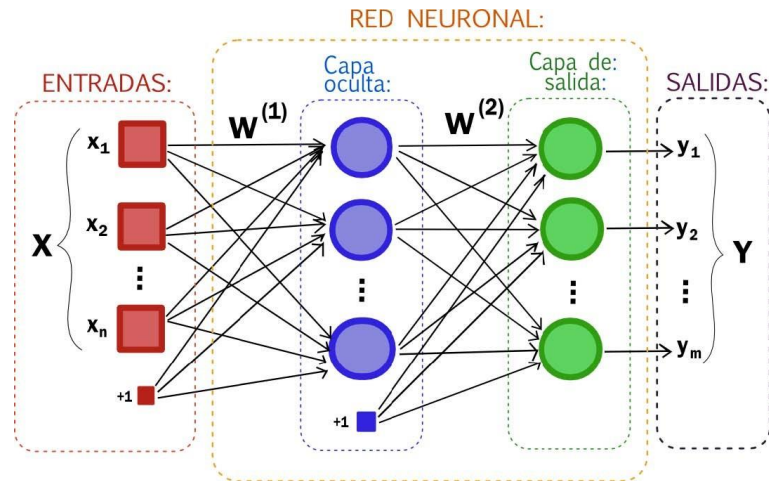 RED NEURONAL:
ENTRADAS:
Capa
oculta:
Capa de:
salida:
SALIDAS:
W(1)
W(2)
x1
x2
xn
X
+1
+1
y1
y2
ym
Y